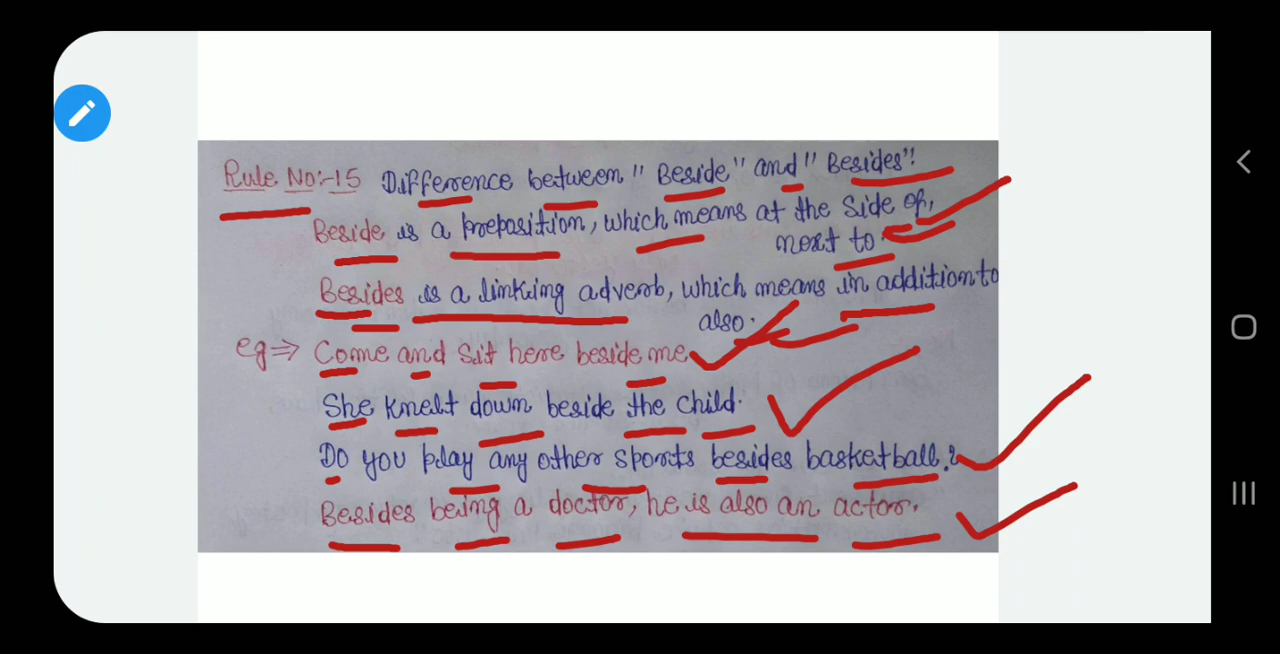 Rule No:-15 Difference between "Beside" and "Besides".
Beside is a preposition, which means at the side of,
next to.
Besides is a linking adverb, which means in addition to
also.
eg⇒ Come and sit here beside me
She knelt down beside the child.
Do you play any other sports besides basketball.?
Besides being a doctor, he is also an actor.